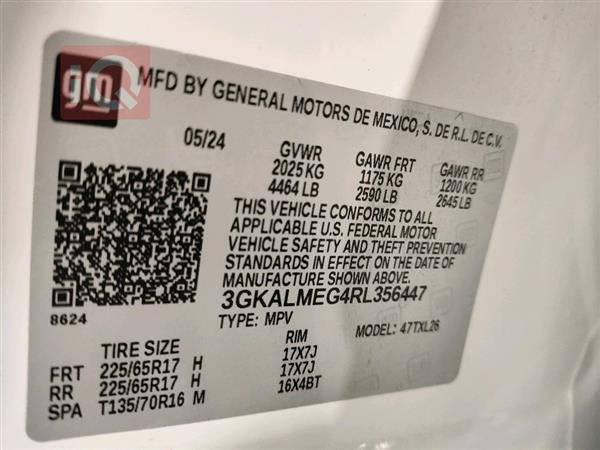 gm
MFD BY GENERAL MOTORS DE MEXICO, S. DE R.L. DE C.V.
05/24 GVWR GAWR FRT GAWR RR
2025 KG 1175 KG 1200 KG
4464 LB 2590 LB 2645 LB
THIS VEHICLE CONFORMS TO ALL
APPLICABLE U.S. FEDERAL MOTOR
VEHICLE SAFETY AND THEFT PREVENTION
STANDARDS IN EFFECT ON THE DATE OF
MANUFACTURE SHOWN ABOVE.
3GKALMEG4RL356447
8624
TYPE: MPV MODEL: 47TXL26
TIRE SIZE RIM
FRT 225/65R17 H 17X7J
RR 225/65R17 H 17X7J
SPA T135/70R16 M 16X4BT